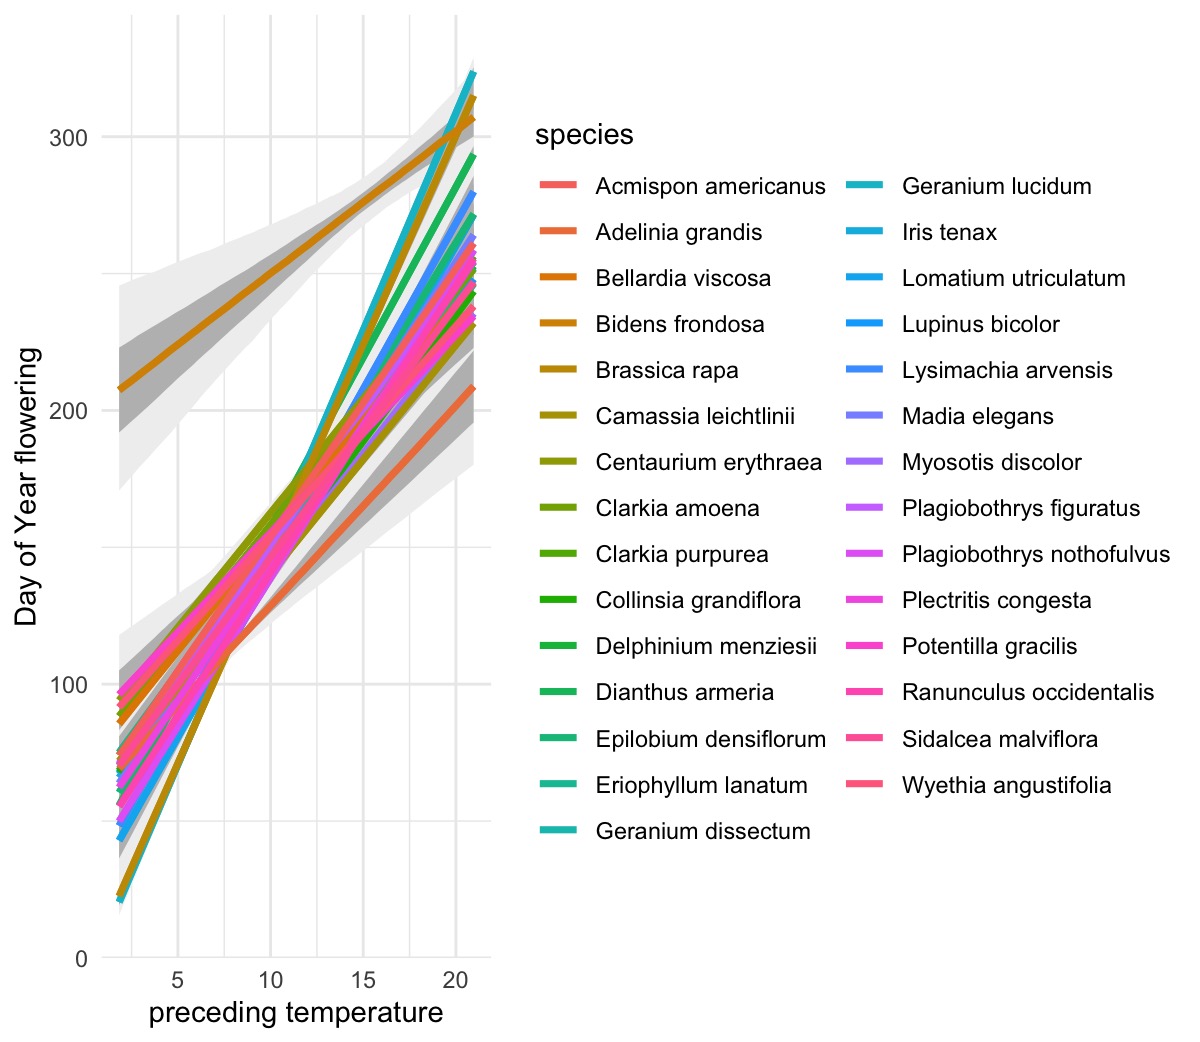 300
200
100
0
5 10 15 20
preceding temperature
Day of Year flowering
species
Acmispon americanus
Adelinia grandis
Bellardia viscosa
Bidens frondosa
Brassica rapa
Camassia leichtlinii
Centaurium erythraea
Clarkia amoena
Clarkia purpurea
Collinsia grandiflora
Delphinium menziesii
Dianthus armeria
Epilobium densiflorum
Eriophyllum lanatum
Geranium dissectum
Geranium lucidum
Iris tenax
Lomatium utriculatum
Lupinus bicolor
Lysimachia arvensis
Madia elegans
Myosotis discolor
Plagiobothrys figuratus
Plagiobothrys nothofulvus
Plectritis congesta
Potentilla gracilis
Ranunculus occidentalis
Sidalcea malviflora
Wyethia angustifolia